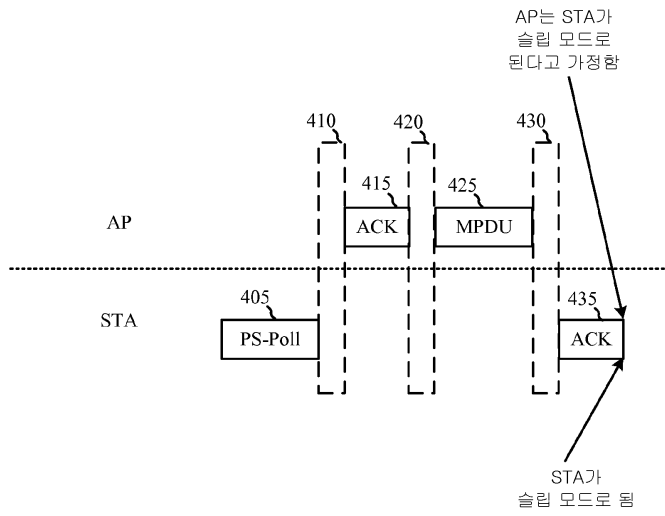 AP는 STA가
슬립 모드로
된다고 가정함
410
420
430
415
425
AP
ACK
MPDU
405
435
STA
PS-Poll
ACK
STA가
슬립 모드로 됨